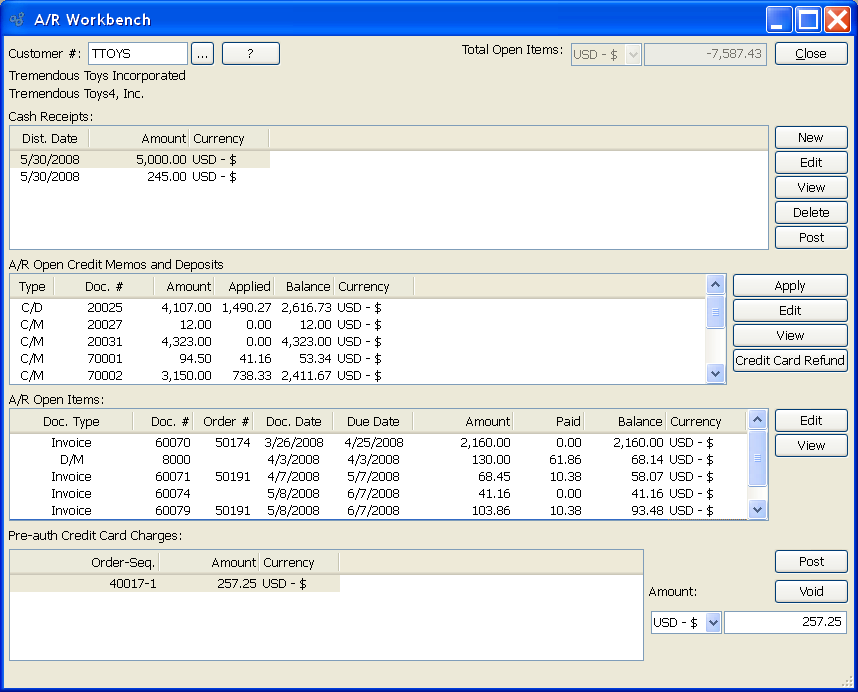 A/R Workbench
Customer #: TTOYS ... ? Total Open Items: USD - $ -7,587.43 Close
Tremendous Toys Incorporated
Tremendous Toys4, Inc.
Cash Receipts:
Dist. Date Amount Currency New
5/30/2008 5,000.00 USD - $ Edit
5/30/2008 245.00 USD - $ View
Delete
Post
A/R Open Credit Memos and Deposits
Type Doc. # Amount Applied Balance Currency Apply
C/D 20025 4,107.00 1,490.27 2,616.73 USD - $ Edit
C/M 20027 12.00 0.00 12.00 USD - $
C/M 20031 4,323.00 0.00 4,323.00 USD - $ View
C/M 70001 94.50 41.16 53.34 USD - $ Credit Card Refund
C/M 70002 3,150.00 738.33 2,411.67 USD - $
A/R Open Items:
Doc. Type Doc. # Order # Doc. Date Due Date Amount Paid Balance Currency Edit
Invoice 60070 50174 3/26/2008 4/25/2008 2,160.00 0.00 2,160.00 USD - $ View
D/M 8000 4/3/2008 4/3/2008 130.00 61.86 68.14 USD - $
Invoice 60071 50191 4/7/2008 5/7/2008 68.45 10.38 58.07 USD - $
Invoice 60074 5/8/2008 6/7/2008 41.16 0.00 41.16 USD - $
Invoice 60079 50191 5/8/2008 6/7/2008 103.86 10.38 93.48 USD - $
Pre-auth Credit Card Charges:
Order-Seq. Amount Currency Post
40017-1 257.25 USD - $
Amount: Void
USD - $ 257.25